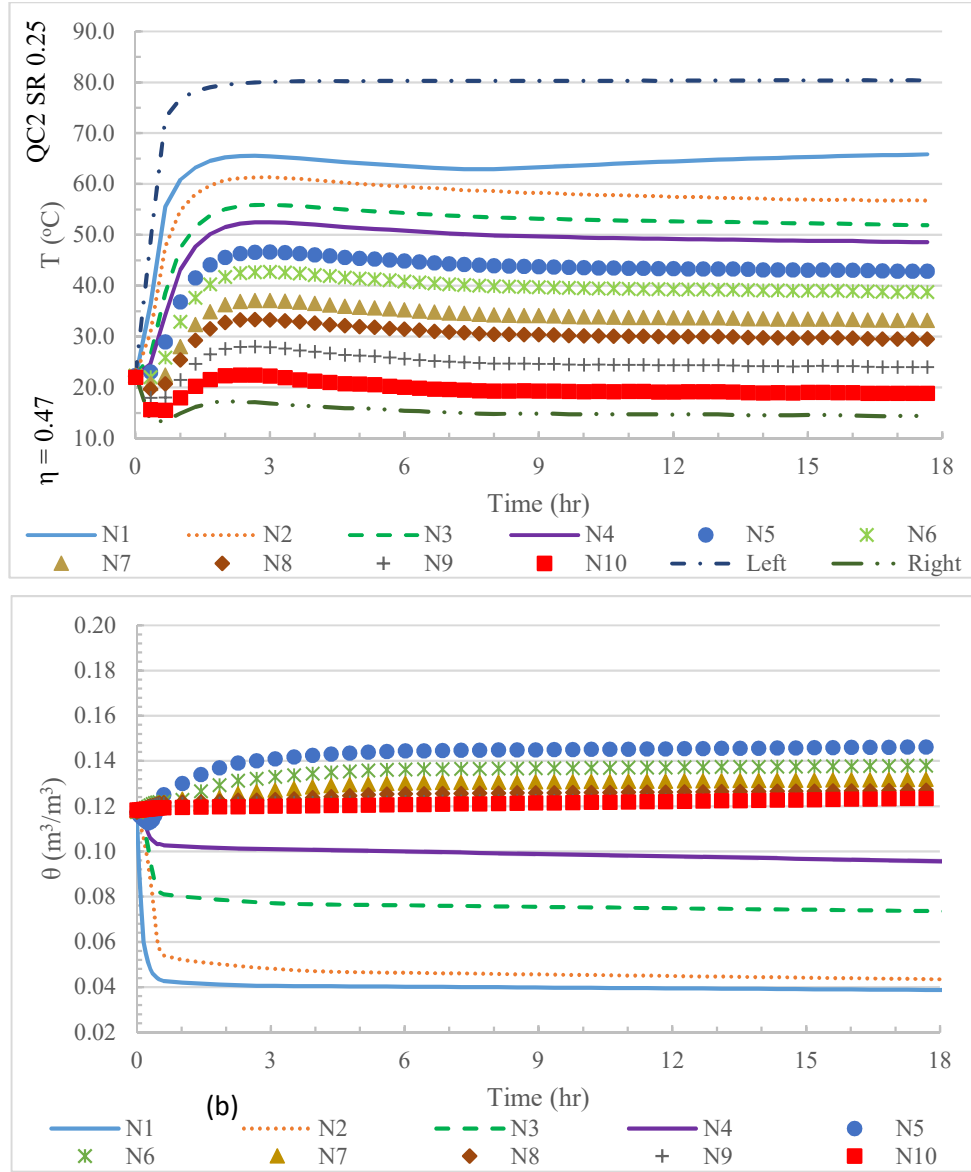 QC2 SR 0.25
η = 0.47
T (°C)
90.0
80.0
70.0
60.0
50.0
40.0
30.0
20.0
10.0
0 3 6 9 12 15 18
Time (hr)
N1 N2 N3 N4 N5 N6
N7 N8 N9 N10 Left Right
θ (m³/m³)
0.20
0.18
0.16
0.14
0.12
0.10
0.08
0.06
0.04
0.02
0 3 6 9 12 15 18
Time (hr)
(b)
N1 N2 N3 N4 N5
N6 N7 N8 N9 N10